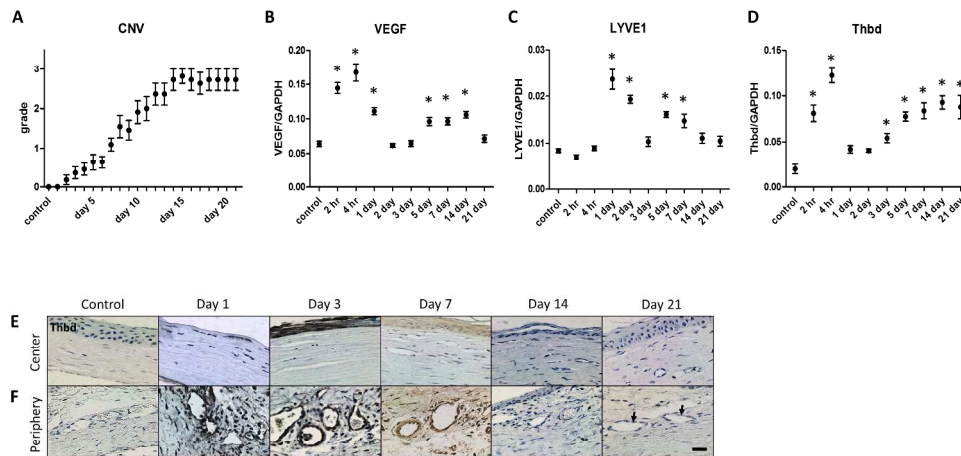 A
CNV
grade
3
2
1
0
control
day 5
day 10
day 15
day 20
B
VEGF
VEGF/GAPDH
0.20
0.15
0.10
0.05
0.00
*
*
*
*
*
*
control
2 hr
4 hr
1 day
2 day
3 day
5 day
7 day
14 day
21 day
C
LYVE1
LYVE1/GAPDH
0.03
0.02
0.01
0.00
*
*
*
*
control
2 hr
4 hr
1 day
2 day
3 day
5 day
7 day
14 day
21 day
D
Thbd
Thbd/GAPDH
0.15
0.10
0.05
0.00
*
*
*
*
*
*
*
control
2 hr
4 hr
1 day
2 day
3 day
5 day
7 day
14 day
21 day
Control
Day 1
Day 3
Day 7
Day 14
Day 21
E
Center
Thbd
F
Periphery